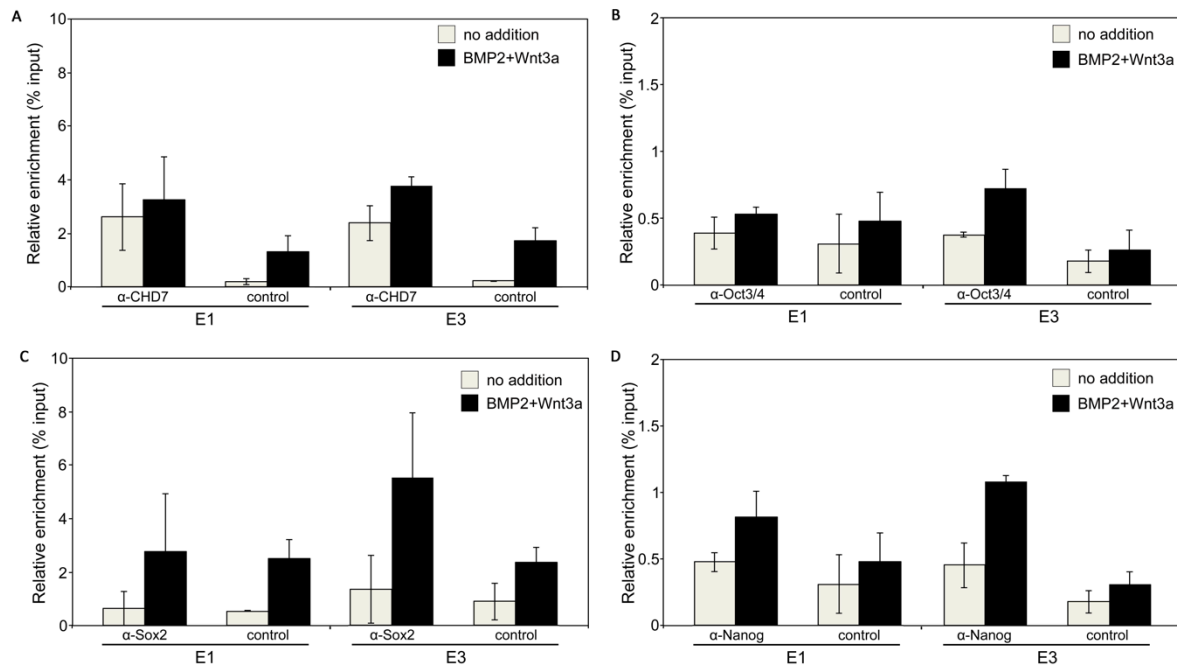 A
Relative enrichment (% input)
10
8
6
4
2
0
no addition
BMP2+Wnt3a
α-CHD7 control α-CHD7 control
E1 E3
B
Relative enrichment (% input)
2
1.5
1
0.5
0
no addition
BMP2+Wnt3a
α-Oct3/4 control α-Oct3/4 control
E1 E3
C
Relative enrichment (% input)
10
8
6
4
2
0
no addition
BMP2+Wnt3a
α-Sox2 control α-Sox2 control
E1 E3
D
Relative enrichment (% input)
2
1.5
1
0.5
0
no addition
BMP2+Wnt3a
α-Nanog control α-Nanog control
E1 E3